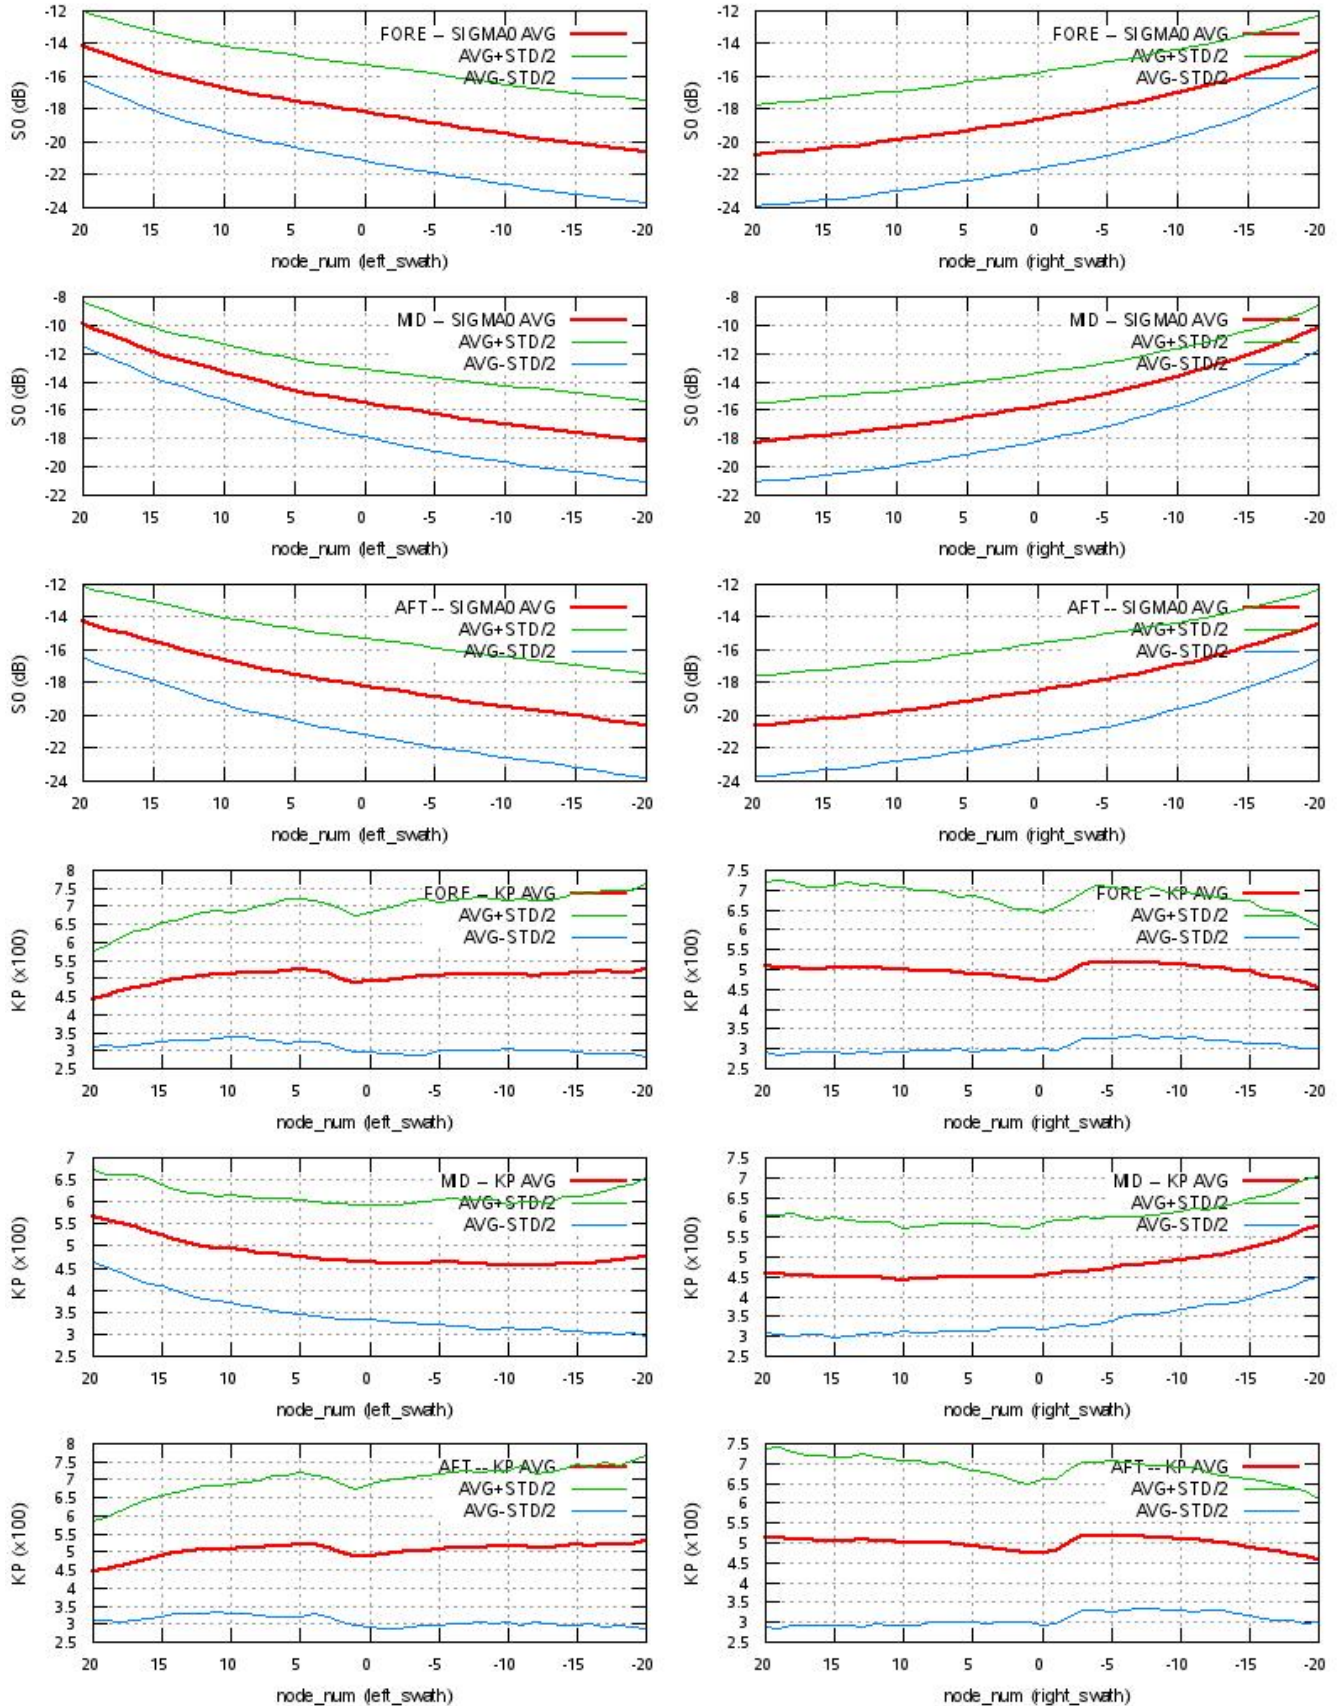 -12
-14
-16
-18
-20
-22
-24
S0 (dB)
FORE – SIGMA0 AVG
AVG+STD/2
AVG-STD/2
20 15 10 5 0 -5 -10 -15 -20
node_num (left_swath)
-12
-14
-16
-18
-20
-22
-24
S0 (dB)
FORE – SIGMA0 AVG
AVG+STD/2
AVG-STD/2
20 15 10 5 0 -5 -10 -15 -20
node_num (right_swath)
-8
-10
-12
-14
-16
-18
-20
-22
S0 (dB)
MID – SIGMA0 AVG
AVG+STD/2
AVG-STD/2
20 15 10 5 0 -5 -10 -15 -20
node_num (left_swath)
-8
-10
-12
-14
-16
-18
-20
-22
S0 (dB)
MID – SIGMA0 AVG
AVG+STD/2
AVG-STD/2
20 15 10 5 0 -5 -10 -15 -20
node_num (right_swath)
-12
-14
-16
-18
-20
-22
-24
S0 (dB)
AFT -- SIGMA0 AVG
AVG+STD/2
AVG-STD/2
20 15 10 5 0 -5 -10 -15 -20
node_num (left_swath)
-12
-14
-16
-18
-20
-22
-24
S0 (dB)
AFT -- SIGMA0 AVG
AVG+STD/2
AVG-STD/2
20 15 10 5 0 -5 -10 -15 -20
node_num (right_swath)
8
7.5
7
6.5
6
5.5
5
4.5
4
3.5
3
2.5
KP (x100)
FORE – KP AVG
AVG+STD/2
AVG-STD/2
20 15 10 5 0 -5 -10 -15 -20
node_num (left_swath)
7.5
7
6.5
6
5.5
5
4.5
4
3.5
3
2.5
KP (x100)
FORE – KP AVG
AVG+STD/2
AVG-STD/2
20 15 10 5 0 -5 -10 -15 -20
node_num (right_swath)
7
6.5
6
5.5
5
4.5
4
3.5
3
2.5
KP (x100)
MID – KP AVG
AVG+STD/2
AVG-STD/2
20 15 10 5 0 -5 -10 -15 -20
node_num (left_swath)
7.5
7
6.5
6
5.5
5
4.5
4
3.5
3
2.5
KP (x100)
MID – KP AVG
AVG+STD/2
AVG-STD/2
20 15 10 5 0 -5 -10 -15 -20
node_num (right_swath)
8
7.5
7
6.5
6
5.5
5
4.5
4
3.5
3
2.5
KP (x100)
AFT -- KP AVG
AVG+STD/2
AVG-STD/2
20 15 10 5 0 -5 -10 -15 -20
node_num (left_swath)
7.5
7
6.5
6
5.5
5
4.5
4
3.5
3
2.5
KP (x100)
AFT -- KP AVG
AVG+STD/2
AVG-STD/2
20 15 10 5 0 -5 -10 -15 -20
node_num (right_swath)